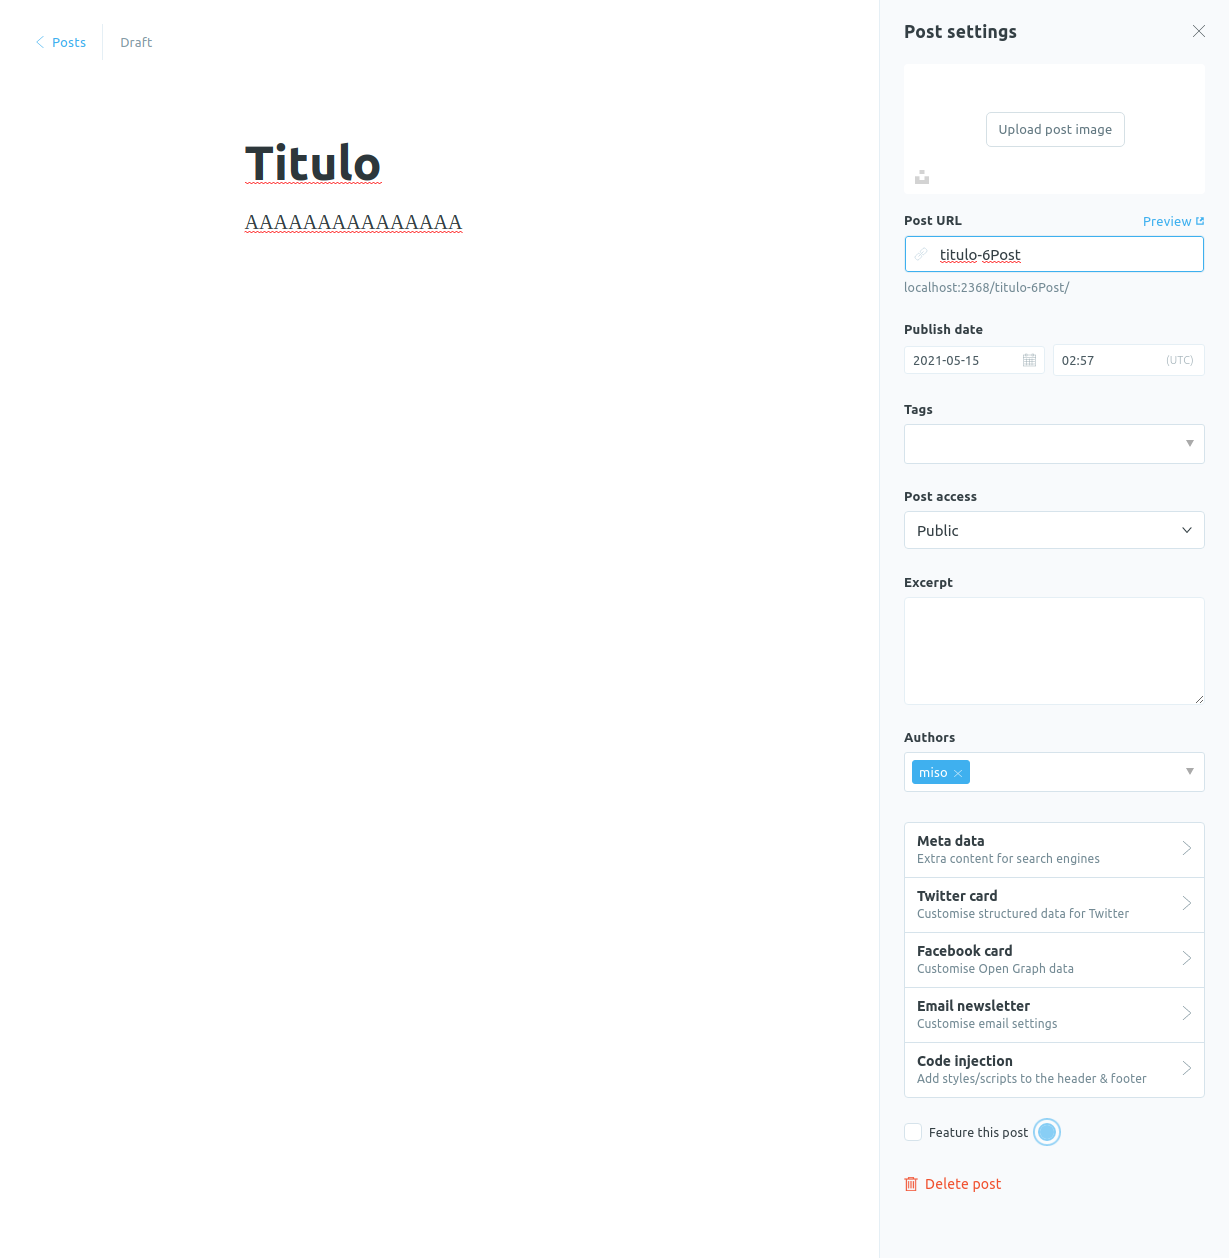 Posts
Draft
Titulo
AAAAAAAAAAAAAAA
Post settings
Upload post image
Post URL
Preview
titulo-6Post
localhost:2368/titulo-6Post/
Publish date
2021-05-15
02:57
(UTC)
Tags
Post access
Public
Excerpt
Authors
miso
Meta data
Extra content for search engines
Twitter card
Customise structured data for Twitter
Facebook card
Customise Open Graph data
Email newsletter
Customise email settings
Code injection
Add styles/scripts to the header & footer
Feature this post
Delete post